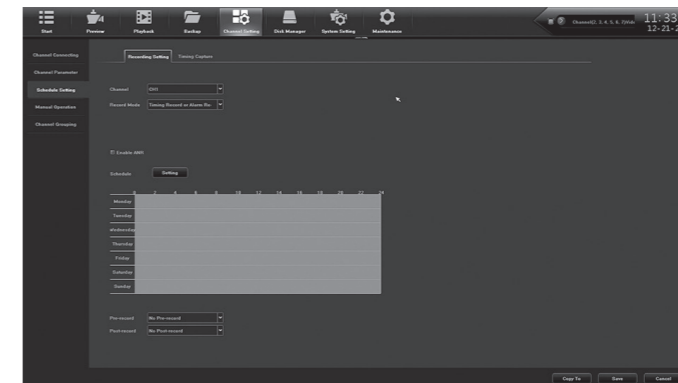 Start Preview Playback Backup Channel Setting Disk Manager System Setting Maintenance
11:33
12-21-2
Channel Connecting
Channel Parameter
Schedule Setting
Manual Operation
Channel Grouping
Recording Setting Timing Capture
Channel
Record Mode Timing Record or Alarm Re-
Enable ANR
Schedule Setting
0 2 4 6 8 10 12 14 16 18 20 22 24
Monday
Tuesday
Wednesday
Thursday
Friday
Saturday
Sunday
Pre-record No Pre-record
Post-record No Post-record
Copy To Save Cancel